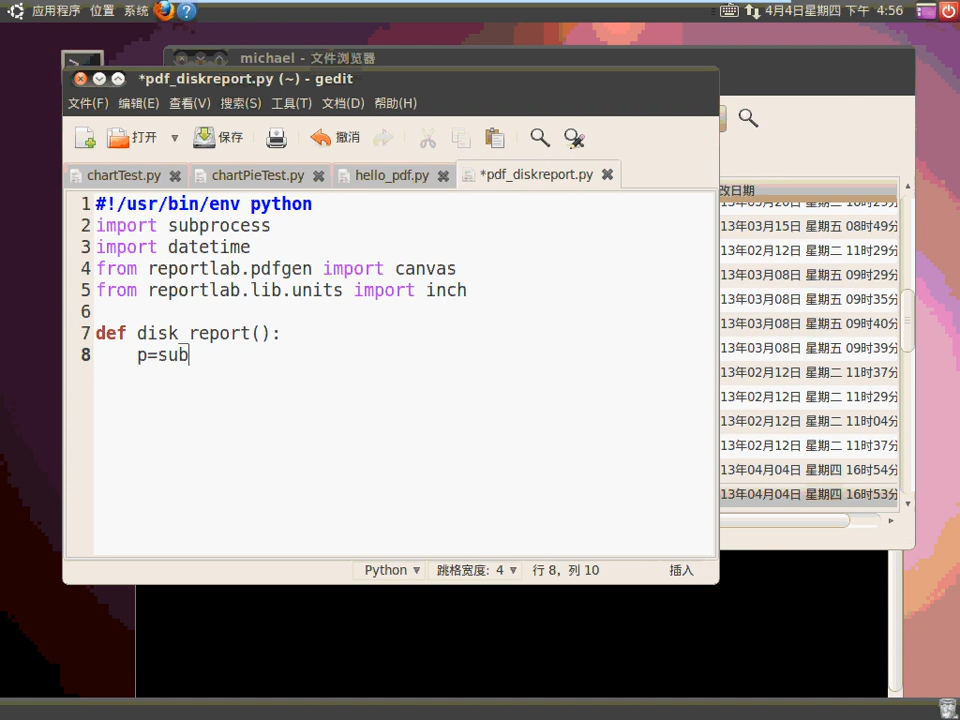 应用程序 位置 系统 4月4日星期四 下午 4:56
michael - 文件浏览器
*pdf_diskreport.py (~) - gedit
文件(F) 编辑(E) 查看(V) 搜索(S) 工具(T) 文档(D) 帮助(H)
打开 保存 撤消
chartTest.py chartPieTest.py hello_pdf.py *pdf_diskreport.py
1 #!/usr/bin/env python
2 import subprocess
3 import datetime
4 from reportlab.pdfgen import canvas
5 from reportlab.lib.units import inch
6
7 def disk_report():
8 p=sub
Python 跳格宽度: 4 行 8，列 10 插入
改日期
13年03月15日 星期五 08时49分
13年02月12日 星期二 11时29分
13年03月08日 星期五 09时29分
13年03月08日 星期五 09时35分
13年03月08日 星期五 09时40分
13年03月08日 星期五 09时39分
13年02月12日 星期二 11时37分
13年02月12日 星期二 11时29分
13年02月12日 星期二 11时04分
13年02月12日 星期二 11时37分
13年04月04日 星期四 16时54分
13年04月04日 星期四 16时53分